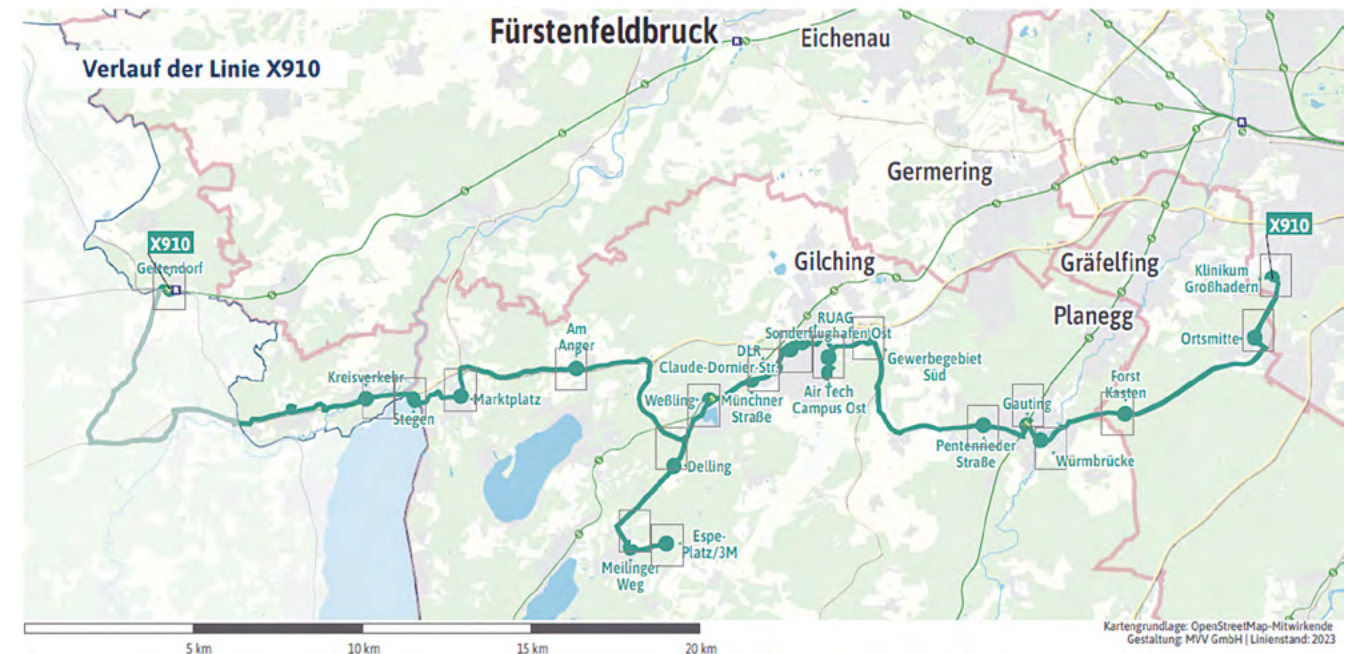 Fürstenfeldbruck
Eichenau
Verlauf der Linie X910
Germering
X910
Geltendorf
X910
Gilching
Gräfelfing
Klinikum
Großhadern
Planegg
Ortsmitte
RUAG
Sonderflughafen Ost
Am
Anger
DLR
Claude-Dornier-Str.
Gewerbegebiet
Süd
Kreisverkehr
Stegen
Marktplatz
Weßling
Münchner
Straße
Air Tech
Campus Ost
Gauting
Forst
Kasten
Pentenrieder
Straße
Würmbrücke
Delling
Espe-
Platz/3M
Meilinger
Weg
5 km
10 km
15 km
20 km
Kartengrundlage: OpenStreetMap-Mitwirkende
Gestaltung: MVV GmbH | Linienstand: 2023